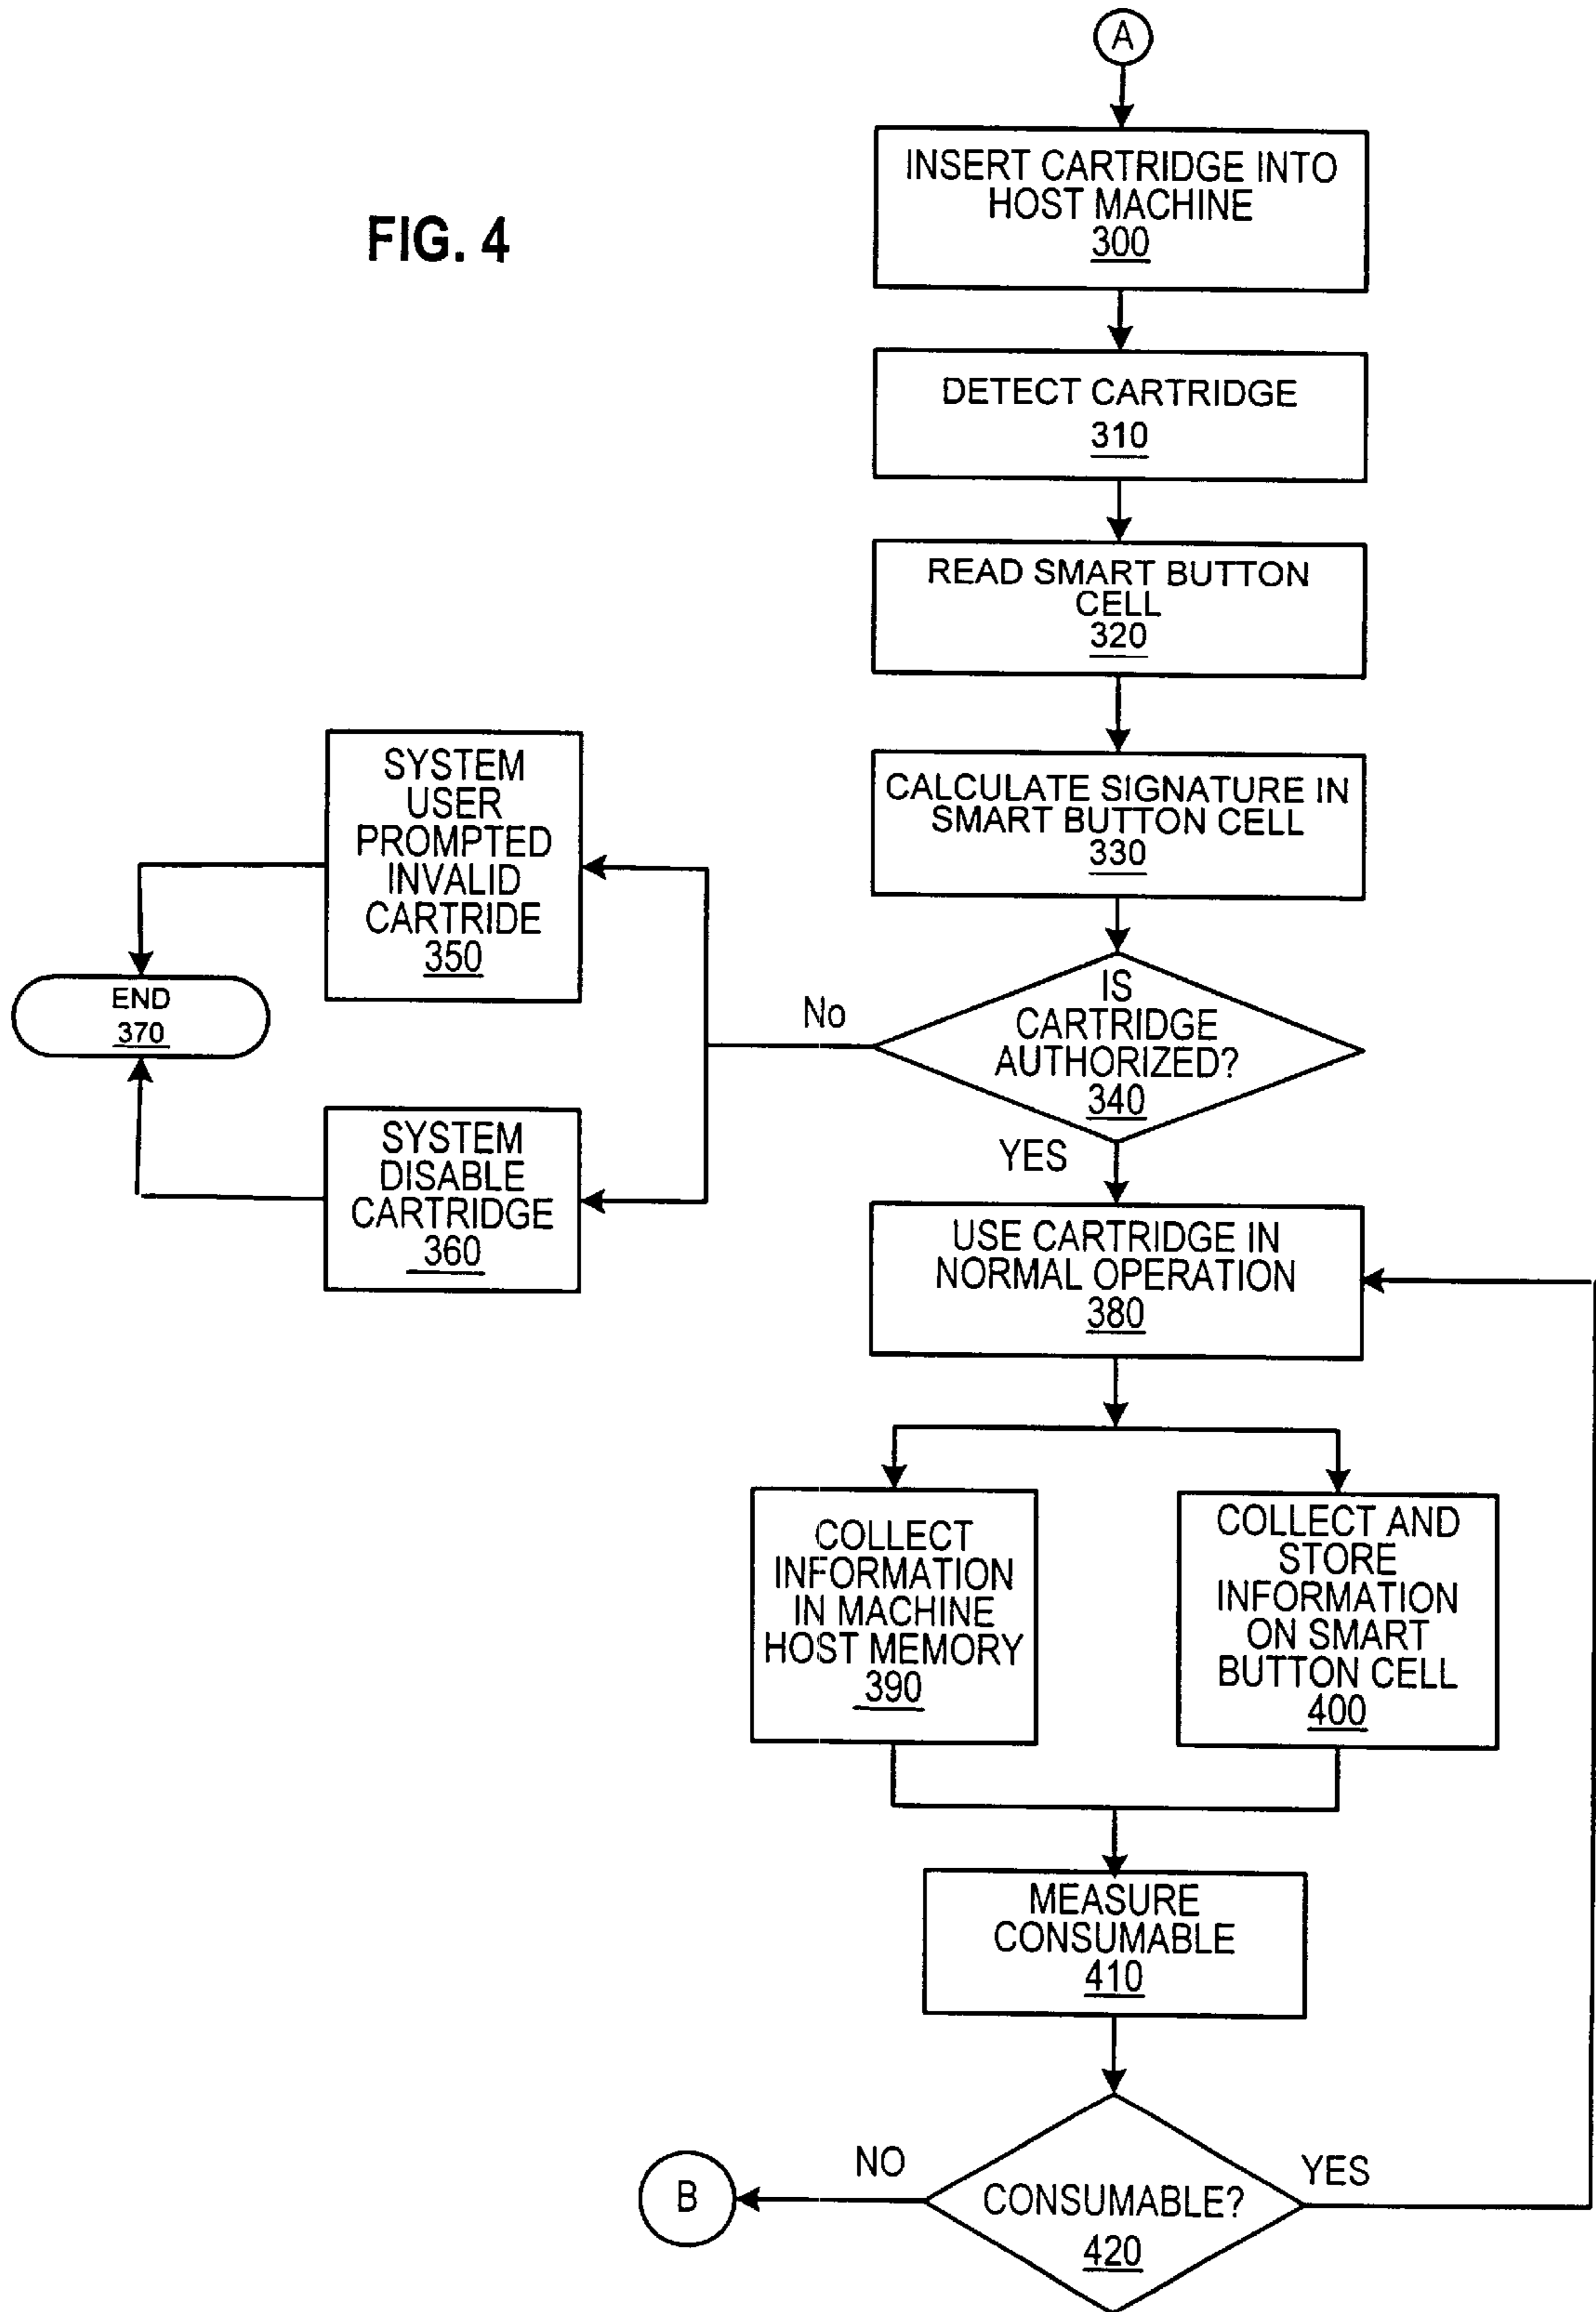 A
INSERT CARTRIDGE INTO
HOST MACHINE
300
FIG. 4
DETECT CARTRIDGE
310
READ SMART BUTTON
CELL
320
CALCULATE SIGNATURE IN
SMART BUTTON CELL
330
SYSTEM
USER
PROMPTED
INVALID
CARTRIDE
350
END
370
No
IS
CARTRIDGE
AUTHORIZED?
340
YES
SYSTEM
DISABLE
CARTRIDGE
360
USE CARTRIDGE IN
NORMAL OPERATION
380
COLLECT
INFORMATION
IN MACHINE
HOST MEMORY
390
COLLECT AND
STORE
INFORMATION
ON SMART
BUTTON CELL
400
MEASURE
CONSUMABLE
410
B
NO
CONSUMABLE?
420
YES